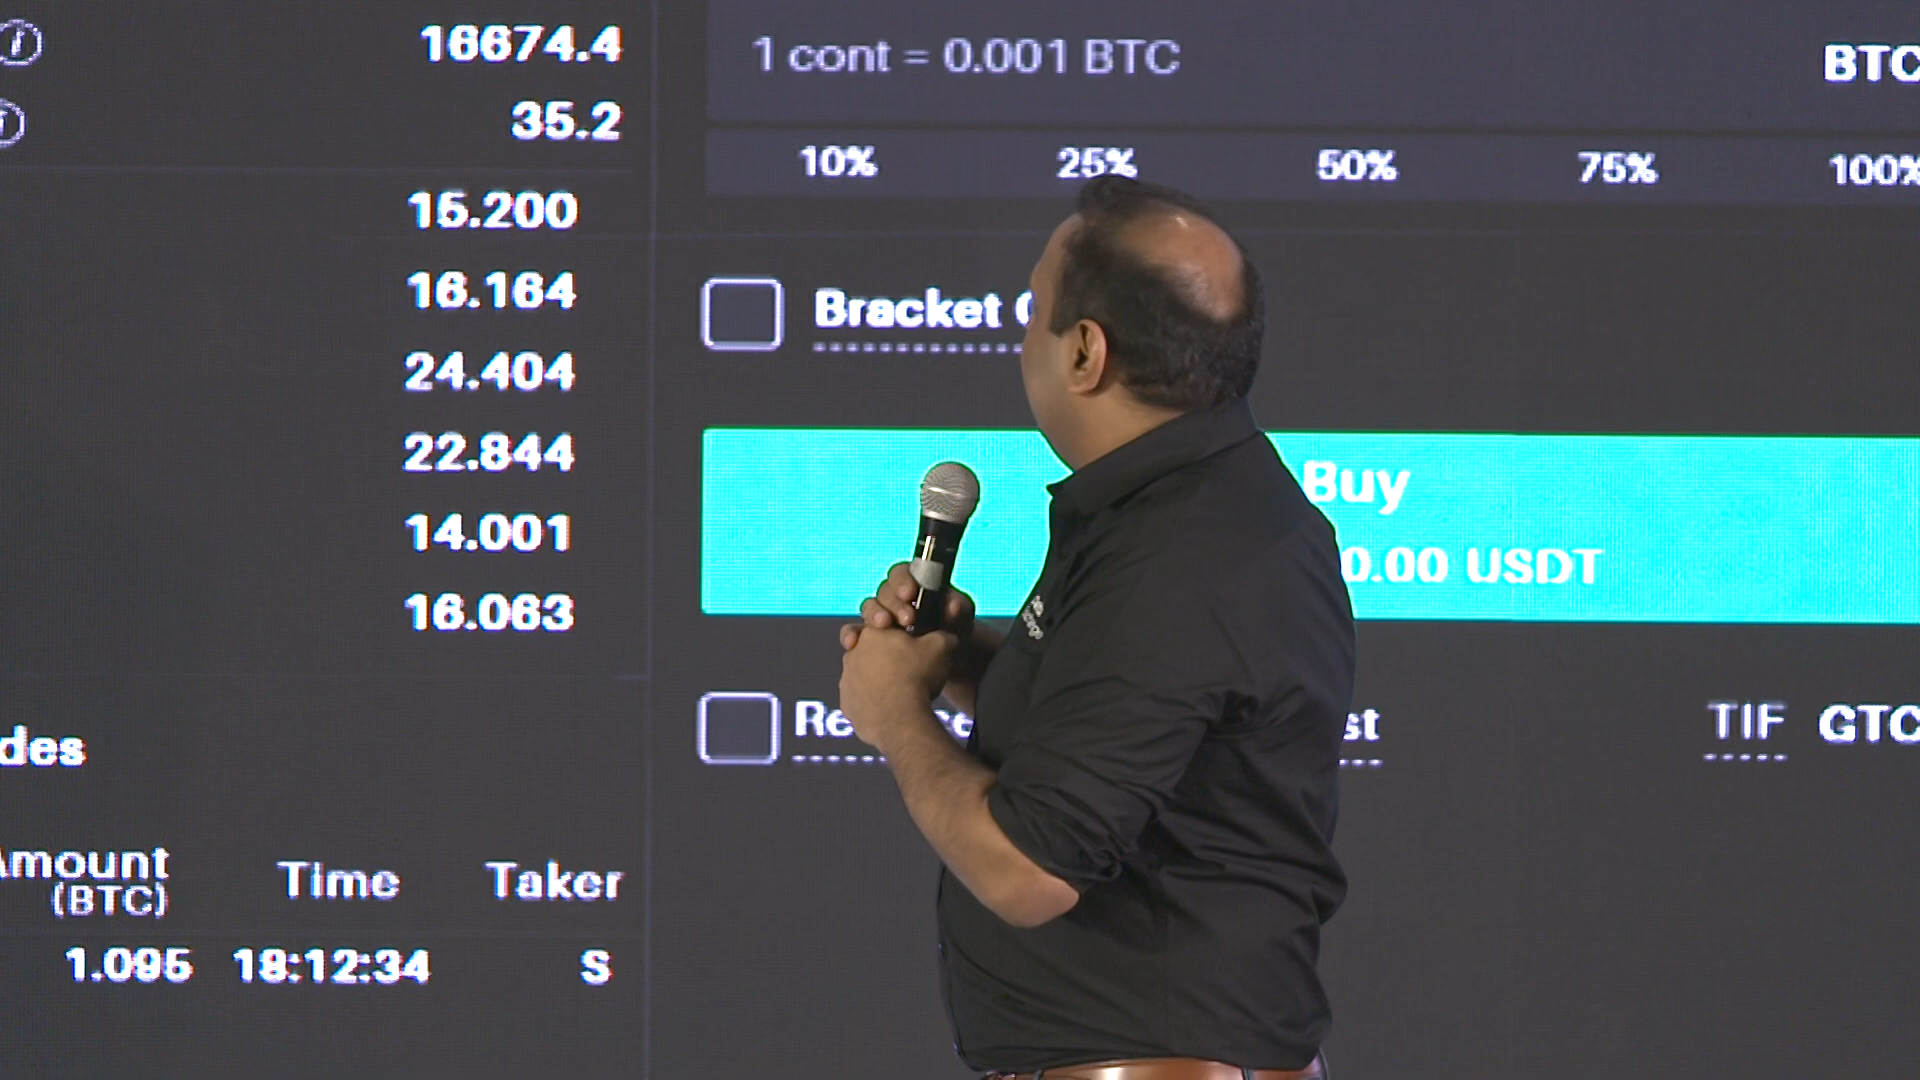 16674.4
35.2
15.200
16.164
24.404
22.844
14.001
16.063
des
Amount
(BTC)
Time
Taker
1.095
18:12:34
S
1 cont = 0.001 BTC
BTC
10%
25%
50%
75%
100%
Bracket
Buy
0.00 USDT
TIF
GTC